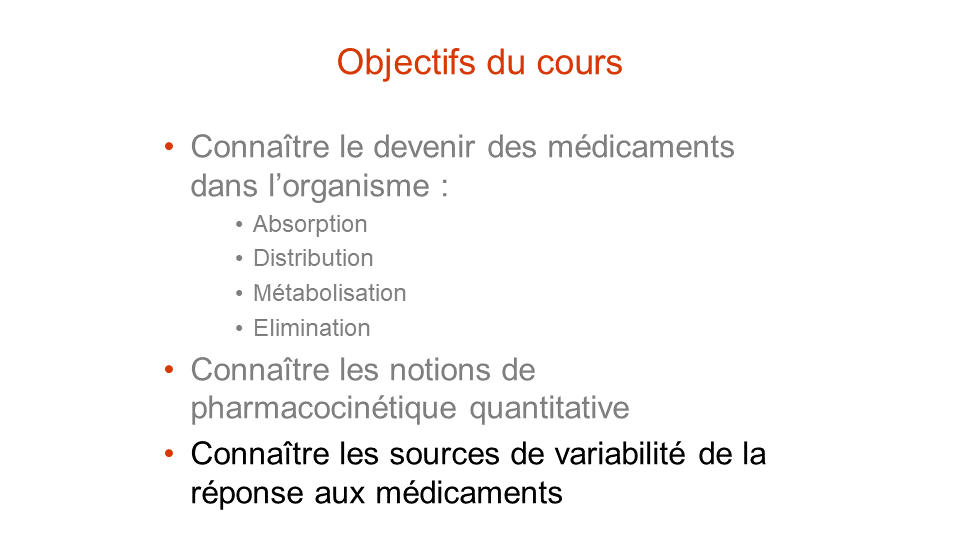 Objectifs du cours
• Connaître le devenir des médicaments
dans l’organisme :
• Absorption
• Distribution
• Métabolisation
• Elimination
• Connaître les notions de
pharmacocinétique quantitative
• Connaître les sources de variabilité de la
réponse aux médicaments